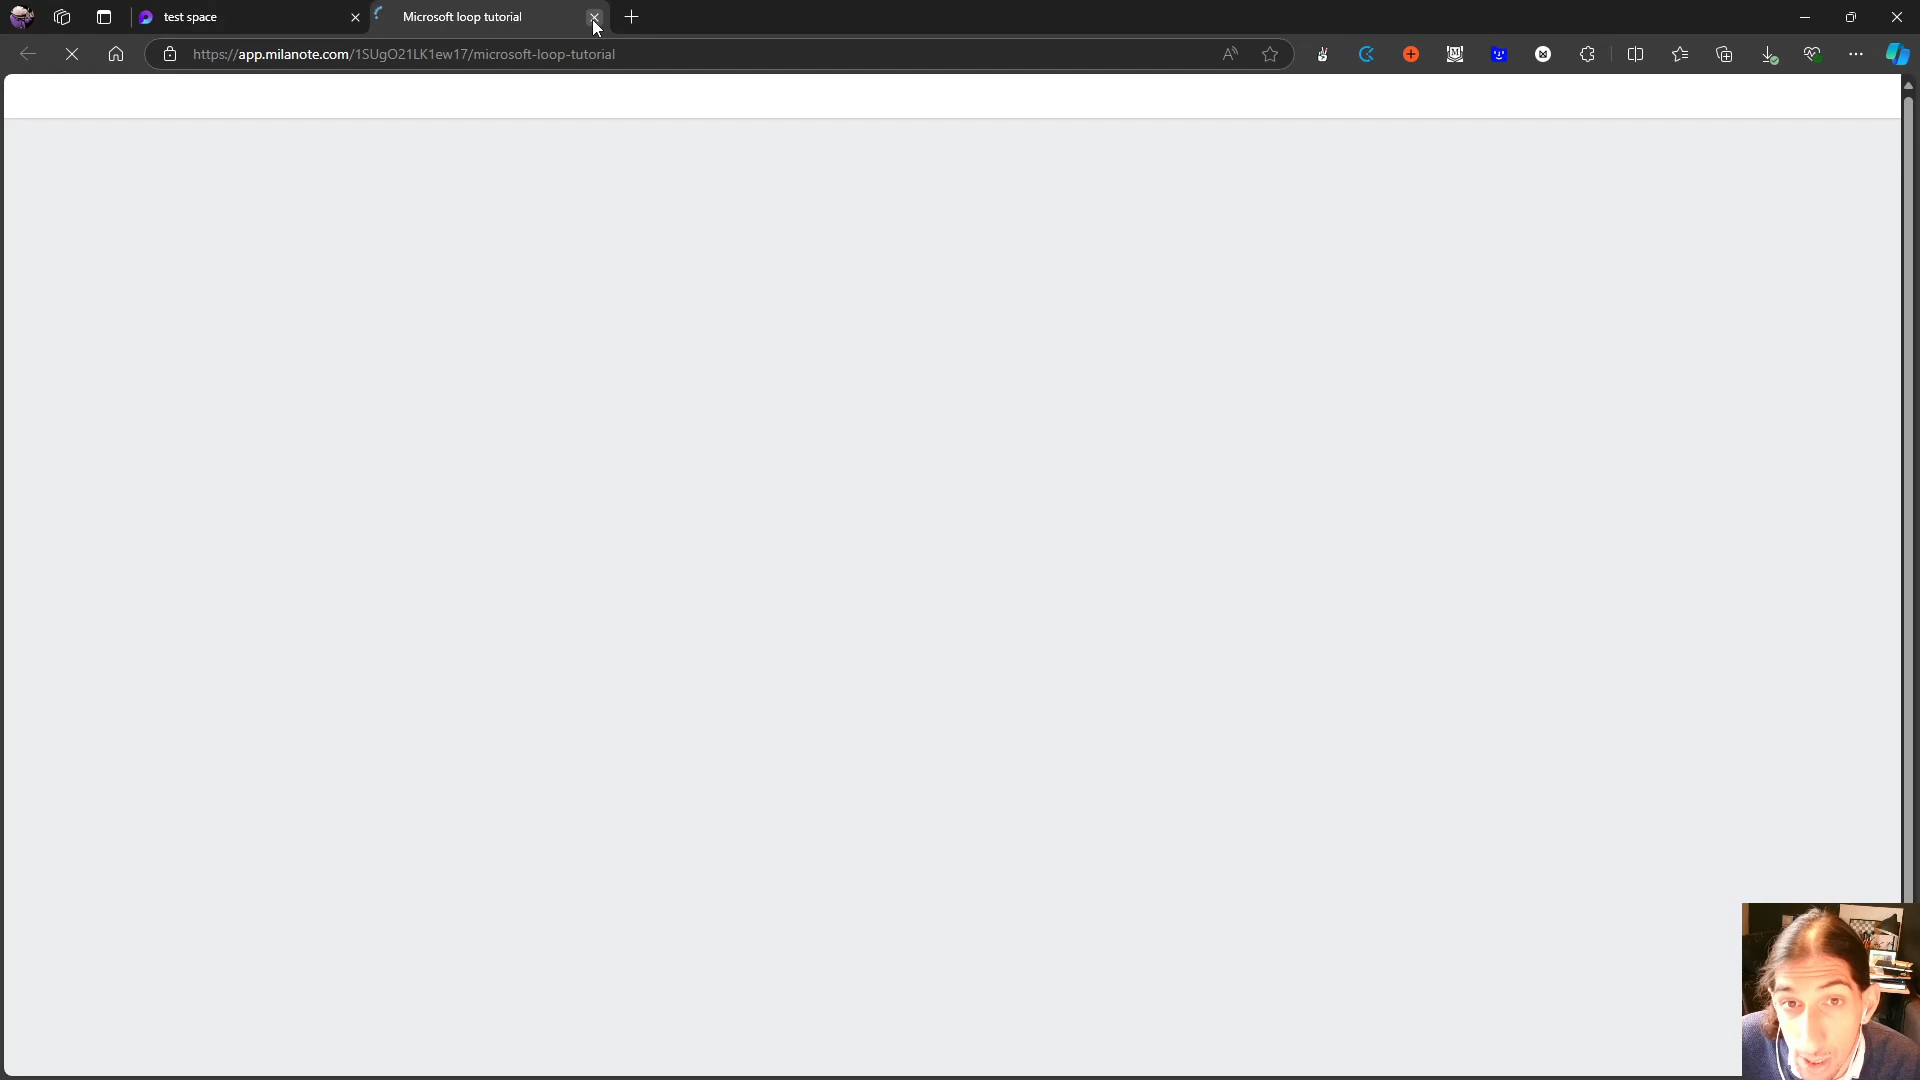 test space
Microsoft loop tutorial
https://app.milanote.com/1SUgO21LK1ew17/microsoft-loop-tutorial